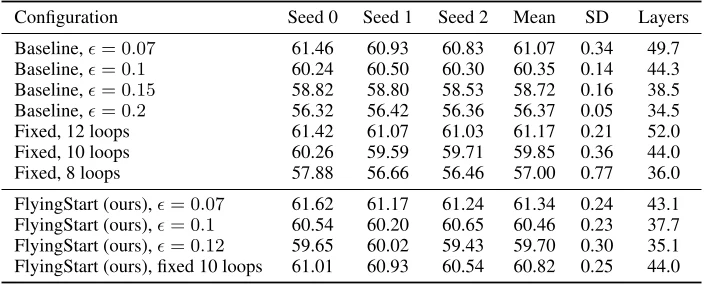 Configuration Seed 0 Seed 1 Seed 2 Mean SD Layers
Baseline, ϵ = 0.07 61.46 60.93 60.83 61.07 0.34 49.7
Baseline, ϵ = 0.1 60.24 60.50 60.30 60.35 0.14 44.3
Baseline, ϵ = 0.15 58.82 58.80 58.53 58.72 0.16 38.5
Baseline, ϵ = 0.2 56.32 56.42 56.36 56.37 0.05 34.5
Fixed, 12 loops 61.42 61.07 61.03 61.17 0.21 52.0
Fixed, 10 loops 60.26 59.59 59.71 59.85 0.36 44.0
Fixed, 8 loops 57.88 56.66 56.46 57.00 0.77 36.0
FlyingStart (ours), ϵ = 0.07 61.62 61.17 61.24 61.34 0.24 43.1
FlyingStart (ours), ϵ = 0.1 60.54 60.20 60.65 60.46 0.23 37.7
FlyingStart (ours), ϵ = 0.12 59.65 60.02 59.43 59.70 0.30 35.1
FlyingStart (ours), fixed 10 loops 61.01 60.93 60.54 60.82 0.25 44.0